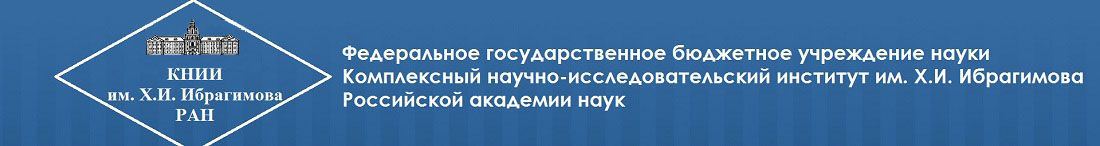 КНИИ
им. Х.И. Ибрагимова
РАН
Федеральное государственное бюджетное учреждение науки
Комплексный научно-исследовательский институт им. Х.И. Ибрагимова
Российской академии наук